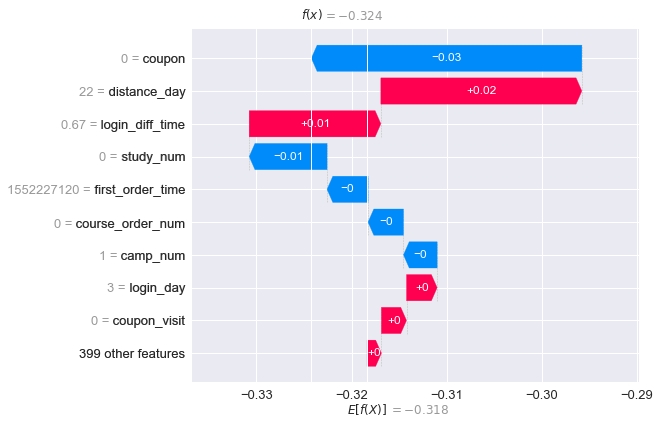 f(x) = −0.324
0 = coupon −0.03
22 = distance_day +0.02
0.67 = login_diff_time +0.01
0 = study_num −0.01
1552227120 = first_order_time −0
0 = course_order_num −0
1 = camp_num −0
3 = login_day +0
0 = coupon_visit +0
399 other features +0
−0.33 −0.32 −0.31 −0.30 −0.29
E[f(X)] = −0.318